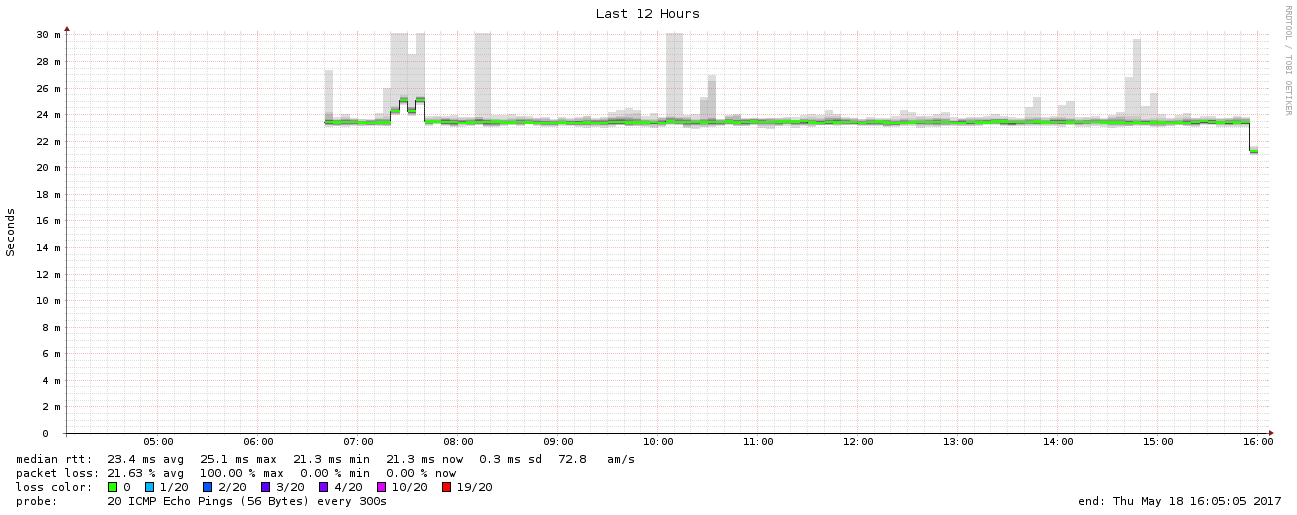 Last 12 Hours
RRDTOOL / TOBI OETIKER
Seconds
30 m
28 m
26 m
24 m
22 m
20 m
18 m
16 m
14 m
12 m
10 m
8 m
6 m
4 m
2 m
0
05:00 06:00 07:00 08:00 09:00 10:00 11:00 12:00 13:00 14:00 15:00 16:00
median rtt: 23.4 ms avg 25.1 ms max 21.3 ms min 21.3 ms now 0.3 ms sd 72.8 am/s
packet loss: 21.63 % avg 100.00 % max 0.00 % min 0.00 % now
loss color: 0 1/20 2/20 3/20 4/20 10/20 19/20
probe: 20 ICMP Echo Pings (56 Bytes) every 300s end: Thu May 18 16:05:05 2017